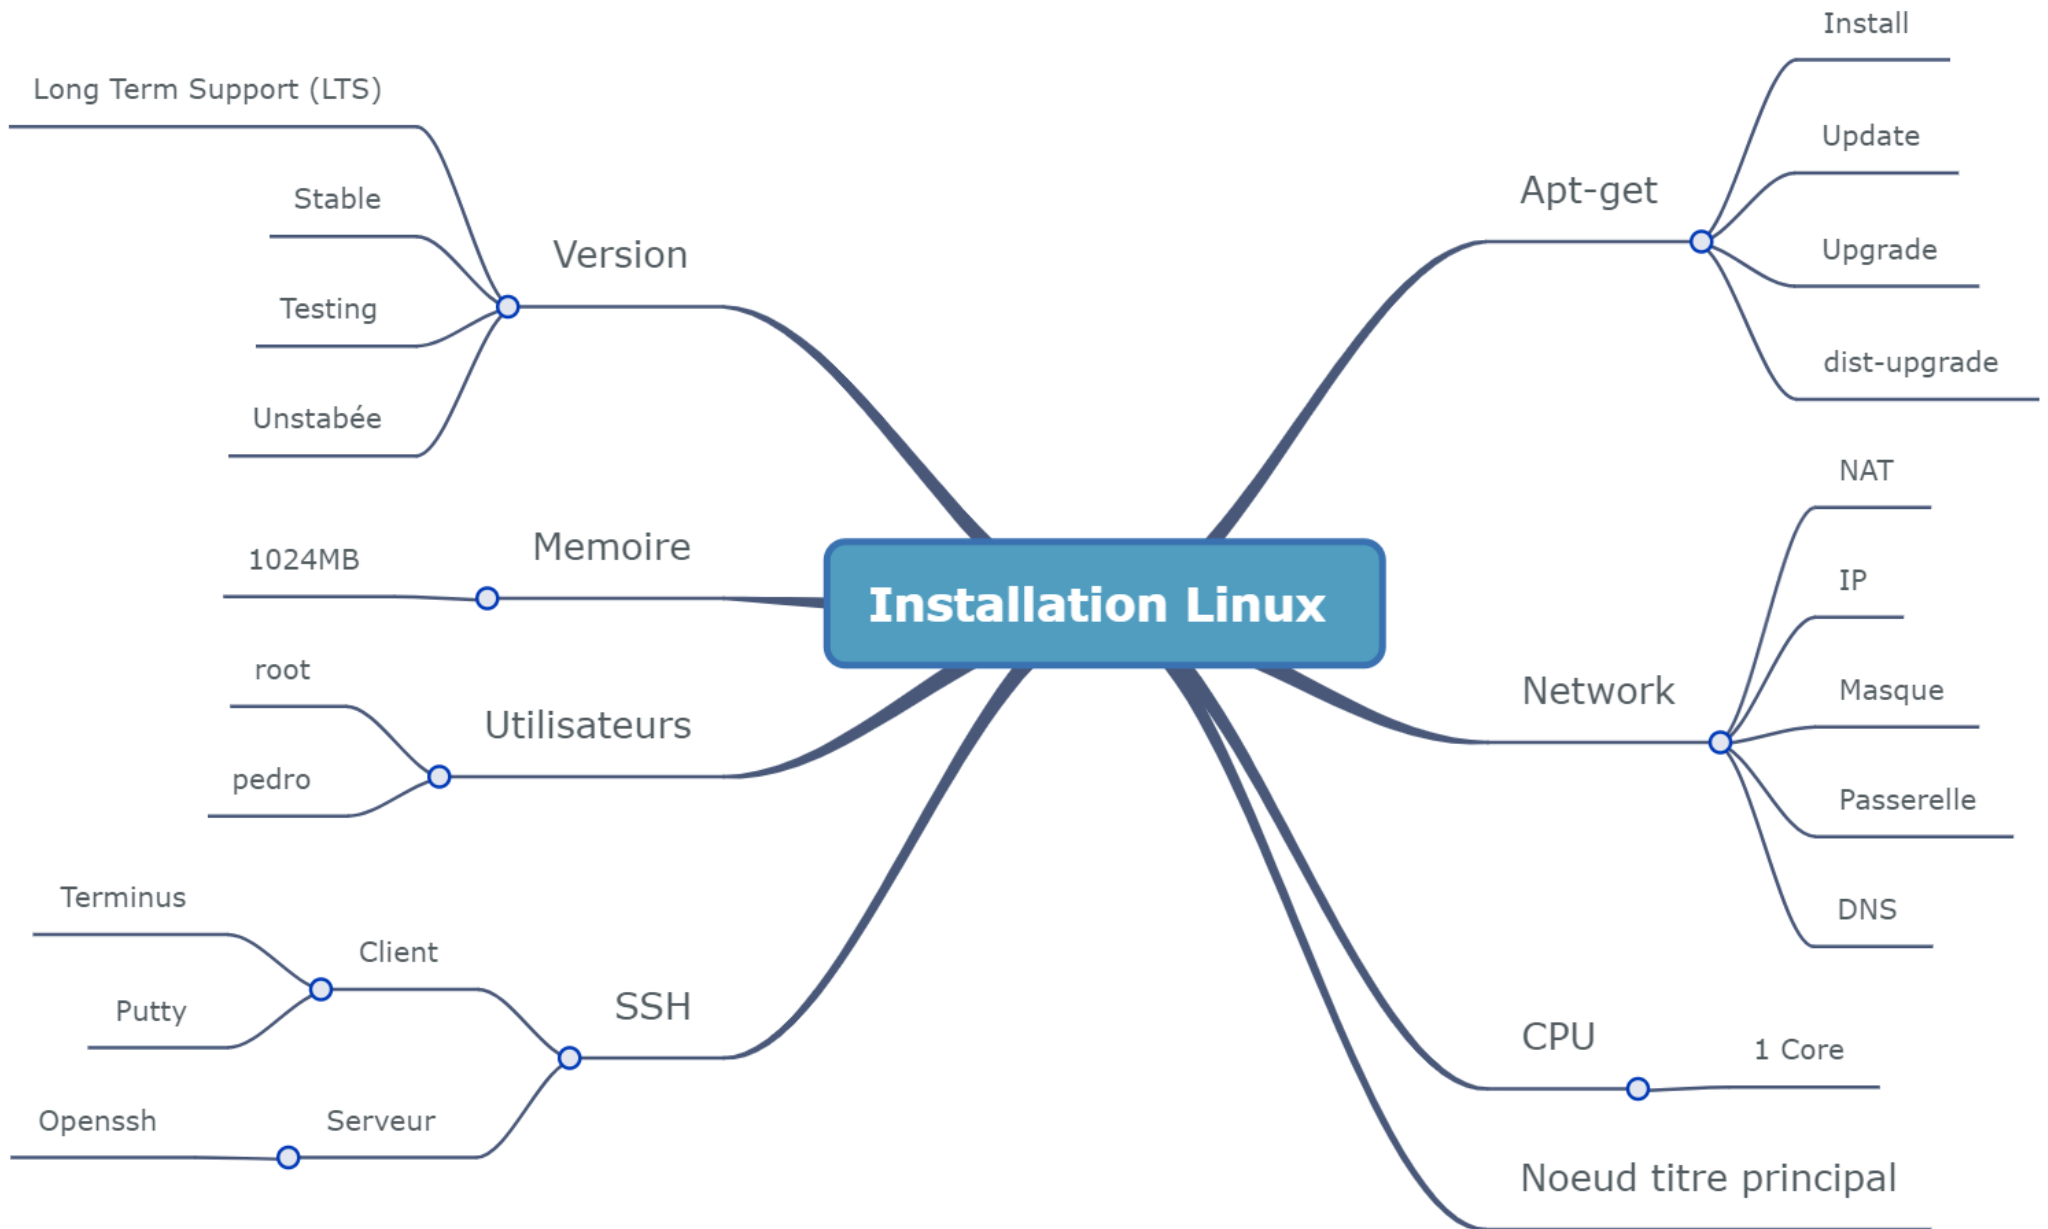 Installation Linux
Version
Long Term Support (LTS)
Stable
Testing
Unstabée
Memoire
1024MB
Utilisateurs
root
pedro
SSH
Client
Terminus
Putty
Serveur
Openssh
Apt-get
Install
Update
Upgrade
dist-upgrade
Network
NAT
IP
Masque
Passerelle
DNS
CPU
1 Core
Noeud titre principal